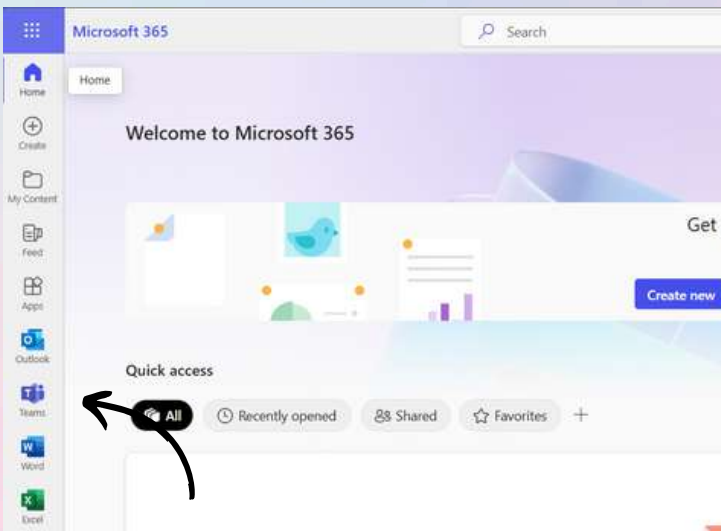 Microsoft 365
Search
Home
Home
Create
My Content
Feed
Apps
Outlook
Teams
Word
Excel
Welcome to Microsoft 365
Get
Create new
Quick access
All
Recently opened
Shared
Favorites